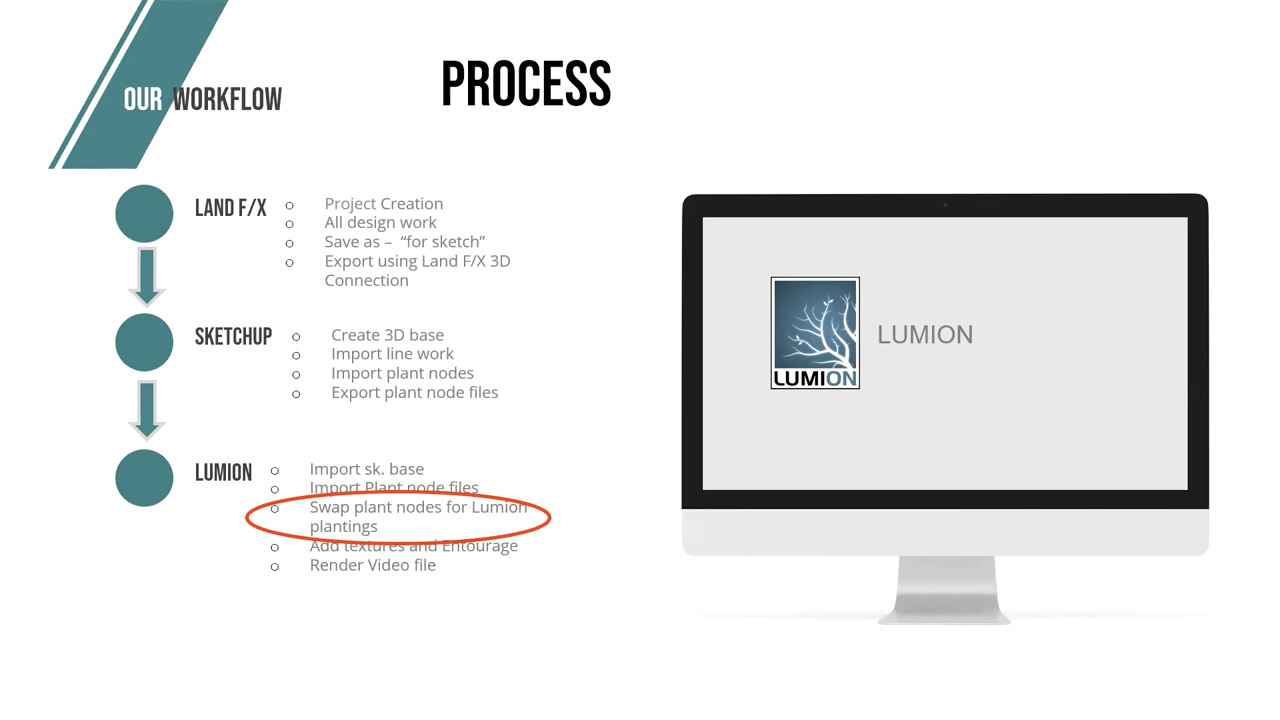 OUR WORKFLOW
PROCESS
LAND F/X
Project Creation
All design work
Save as – “for sketch”
Export using Land F/X 3D
Connection
SKETCHUP
Create 3D base
Import line work
Import plant nodes
Export plant node files
LUMION
Import sk. base
Import Plant node files
Swap plant nodes for Lumion
plantings
Add textures and Entourage
Render Video file
LUMION
LUMION